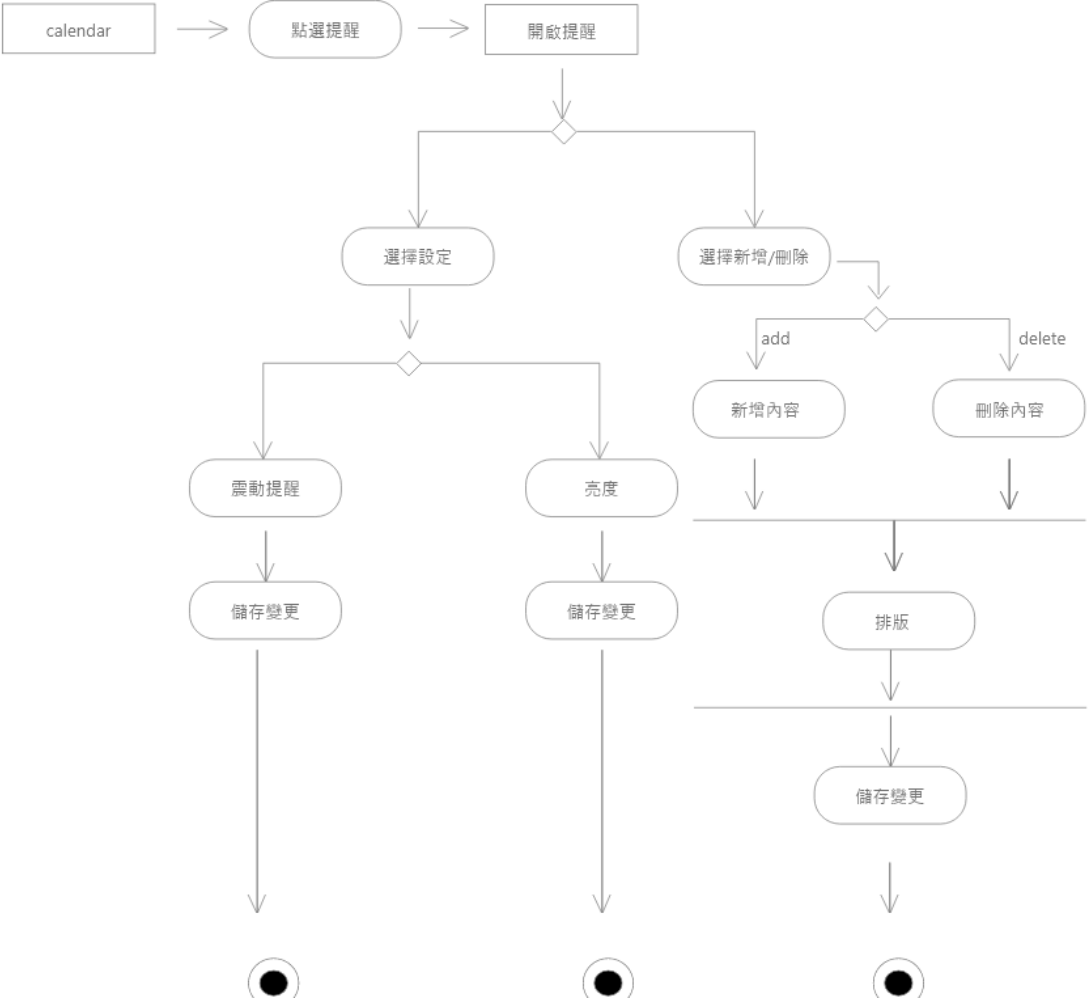 calendar
點選提醒
開啟提醒
選擇設定
選擇新增/刪除
add
delete
新增內容
刪除內容
震動提醒
亮度
儲存變更
儲存變更
排版
儲存變更